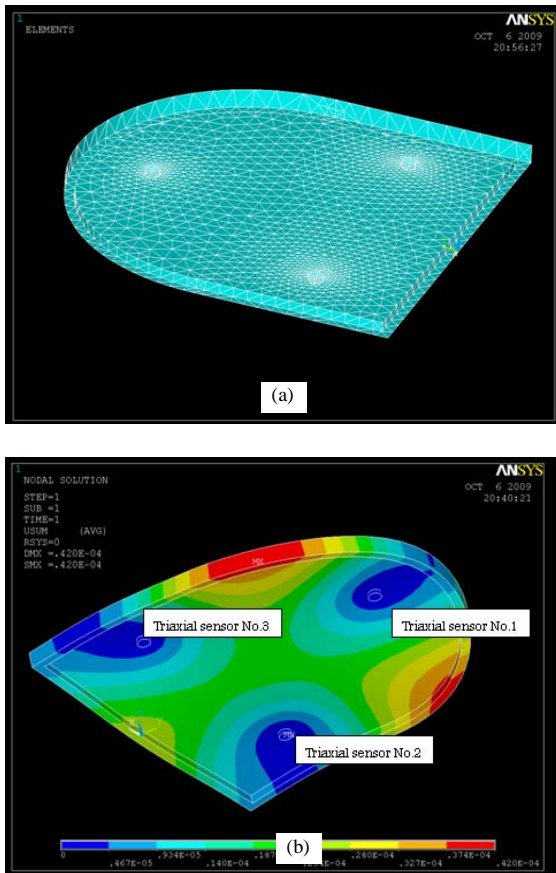 1
ANSYS
ELEMENTS
OCT 6 2009
20:56:27
(a)
1
ANSYS
NODAL SOLUTION
OCT 6 2009
20:40:21
STEP=1
SUB =1
TIME=1
USUM (AVG)
RSYS=0
DMX =.420E-04
SMX =.420E-04
MX
Triaxial sensor No.3
Triaxial sensor No.1
X
Y
MN
Triaxial sensor No.2
(b)
0
.934E-05
.280E-04
.374E-04
.467E-05
.140E-04
.327E-04
.420E-04